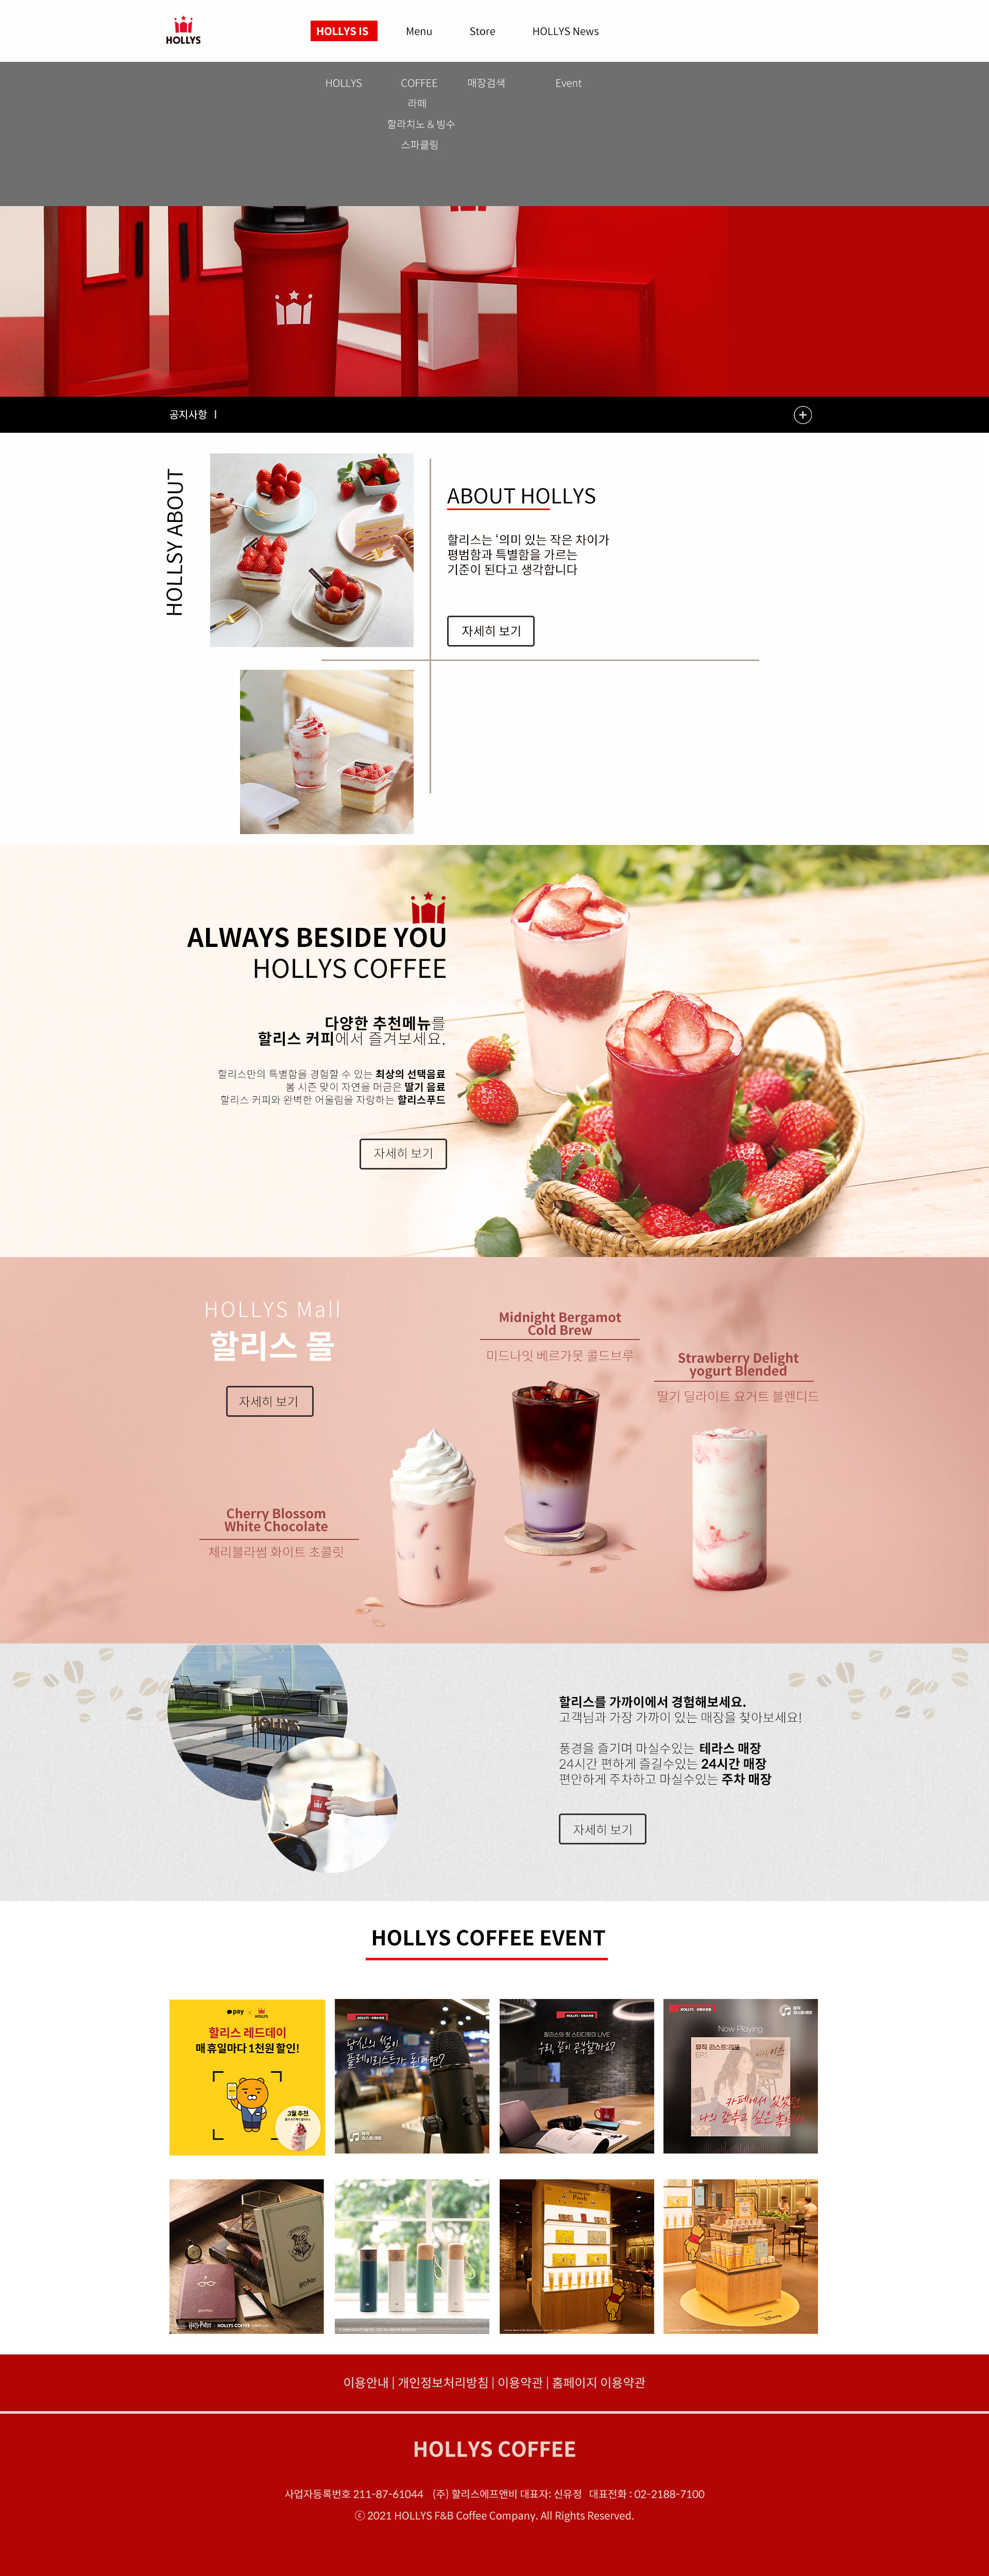 HOLLYS
HOLLYS IS
Menu
Store
HOLLYS News
HOLLYS
COFFEE
매장검색
Event
라떼
할라치노 & 빙수
스파클링
공지사항 |
HOLLSY ABOUT
ABOUT HOLLYS
할리스는 ‘의미 있는 작은 차이가
평범함과 특별함을 가르는
기준이 된다고 생각합니다
자세히 보기
ALWAYS BESIDE YOU
HOLLYS COFFEE
다양한 추천메뉴를
할리스 커피에서 즐겨보세요.
할리스만의 특별함을 경험할 수 있는 최상의 선택음료
봄 시즌 맞이 자연을 머금은 딸기 음료
할리스 커피와 완벽한 어울림을 자랑하는 할리스푸드
자세히 보기
HOLLYS Mall
할리스 몰
자세히 보기
Midnight Bergamot
Cold Brew
미드나잇 베르가못 콜드브루
Strawberry Delight
yogurt Blended
딸기 딜라이트 요거트 블렌디드
Cherry Blossom
White Chocolate
체리블라썸 화이트 초콜릿
HOLLYS
할리스를 가까이에서 경험해보세요.
고객님과 가장 가까이 있는 매장을 찾아보세요!
풍경을 즐기며 마실수있는 테라스 매장
24시간 편하게 즐길수있는 24시간 매장
편안하게 주차하고 마실수있는 주차 매장
자세히 보기
HOLLYS COFFEE EVENT
pay × HOLLYS
할리스 레드데이
매 휴일마다 1천원 할인!
3월 추천
당신의 썰이
플레이리스트가 된다면?
할리스의 첫 스터디윗미 LIVE
우리, 같이 공부할까요?
Now Playing
뮤직 리스트:레또
EP.1
카페에서 있었던
Harry Potter HOLLYS COFFEE
Pooh
Disney
이용안내 | 개인정보처리방침 | 이용약관 | 홈페이지 이용약관
HOLLYS COFFEE
사업자등록번호 211-87-61044 (주) 할리스에프앤비 대표자: 신유정 대표전화 : 02-2188-7100
ⓒ 2021 HOLLYS F&B Coffee Company. All Rights Reserved.